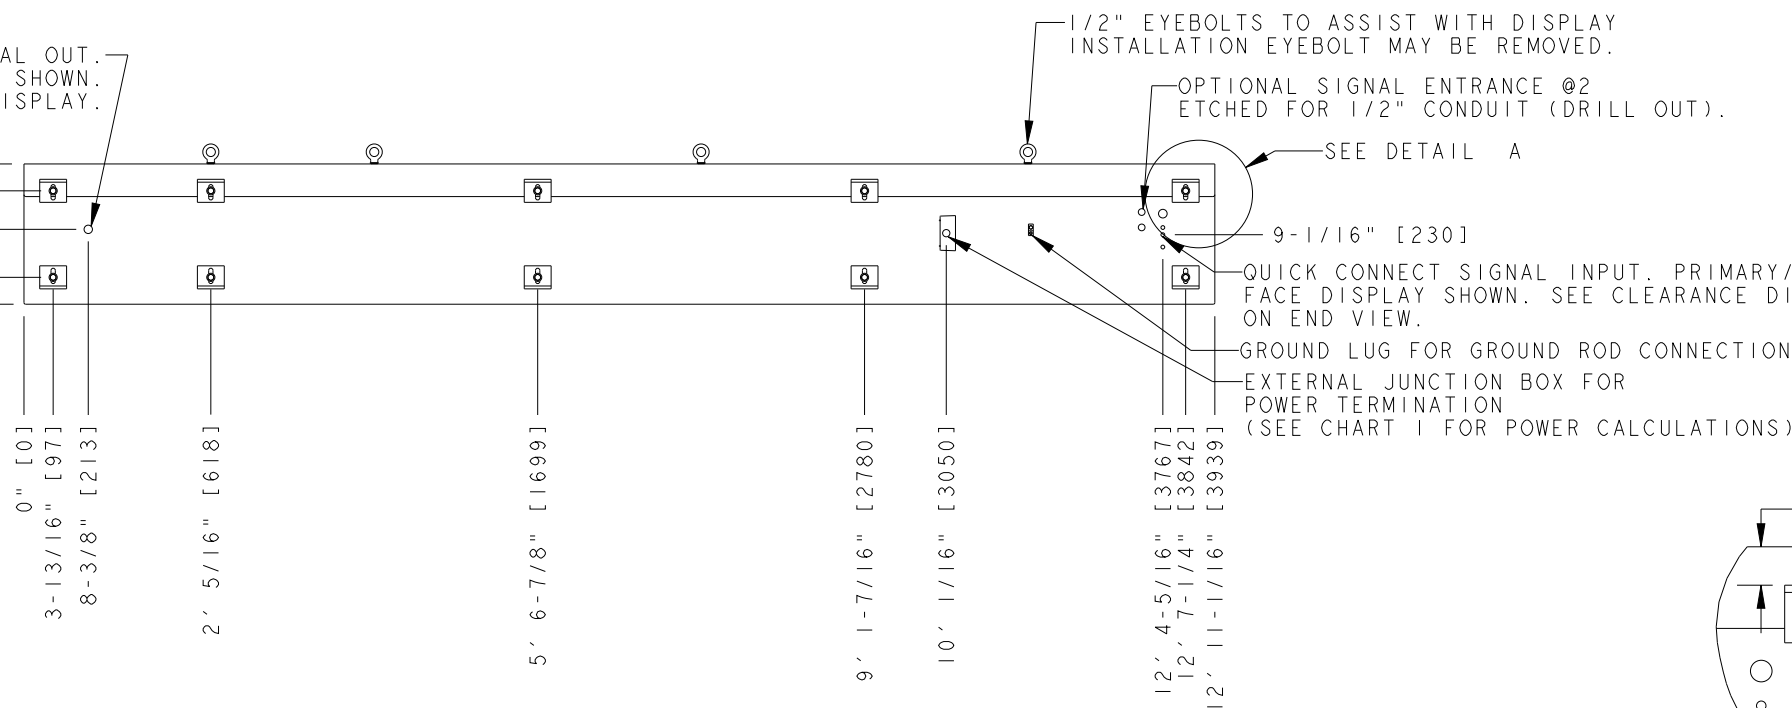 AL OUT.
SHOWN.
ISPLAY.
1/2" EYEBOLTS TO ASSIST WITH DISPLAY
INSTALLATION EYEBOLT MAY BE REMOVED.
OPTIONAL SIGNAL ENTRANCE @2
ETCHED FOR 1/2" CONDUIT (DRILL OUT).
SEE DETAIL A
9-1/16" [230]
QUICK CONNECT SIGNAL INPUT. PRIMARY/
FACE DISPLAY SHOWN. SEE CLEARANCE DI
ON END VIEW.
GROUND LUG FOR GROUND ROD CONNECTION
EXTERNAL JUNCTION BOX FOR
POWER TERMINATION
(SEE CHART 1 FOR POWER CALCULATIONS)
0" [0]
3-13/16" [97]
8-3/8" [213]
2' 5/16" [618]
5' 6-7/8" [1699]
9' 1-7/16" [2780]
10' 1/16" [3050]
12' 4-5/16" [3767]
12' 7-1/4" [3842]
12' 11-1/16" [3939]